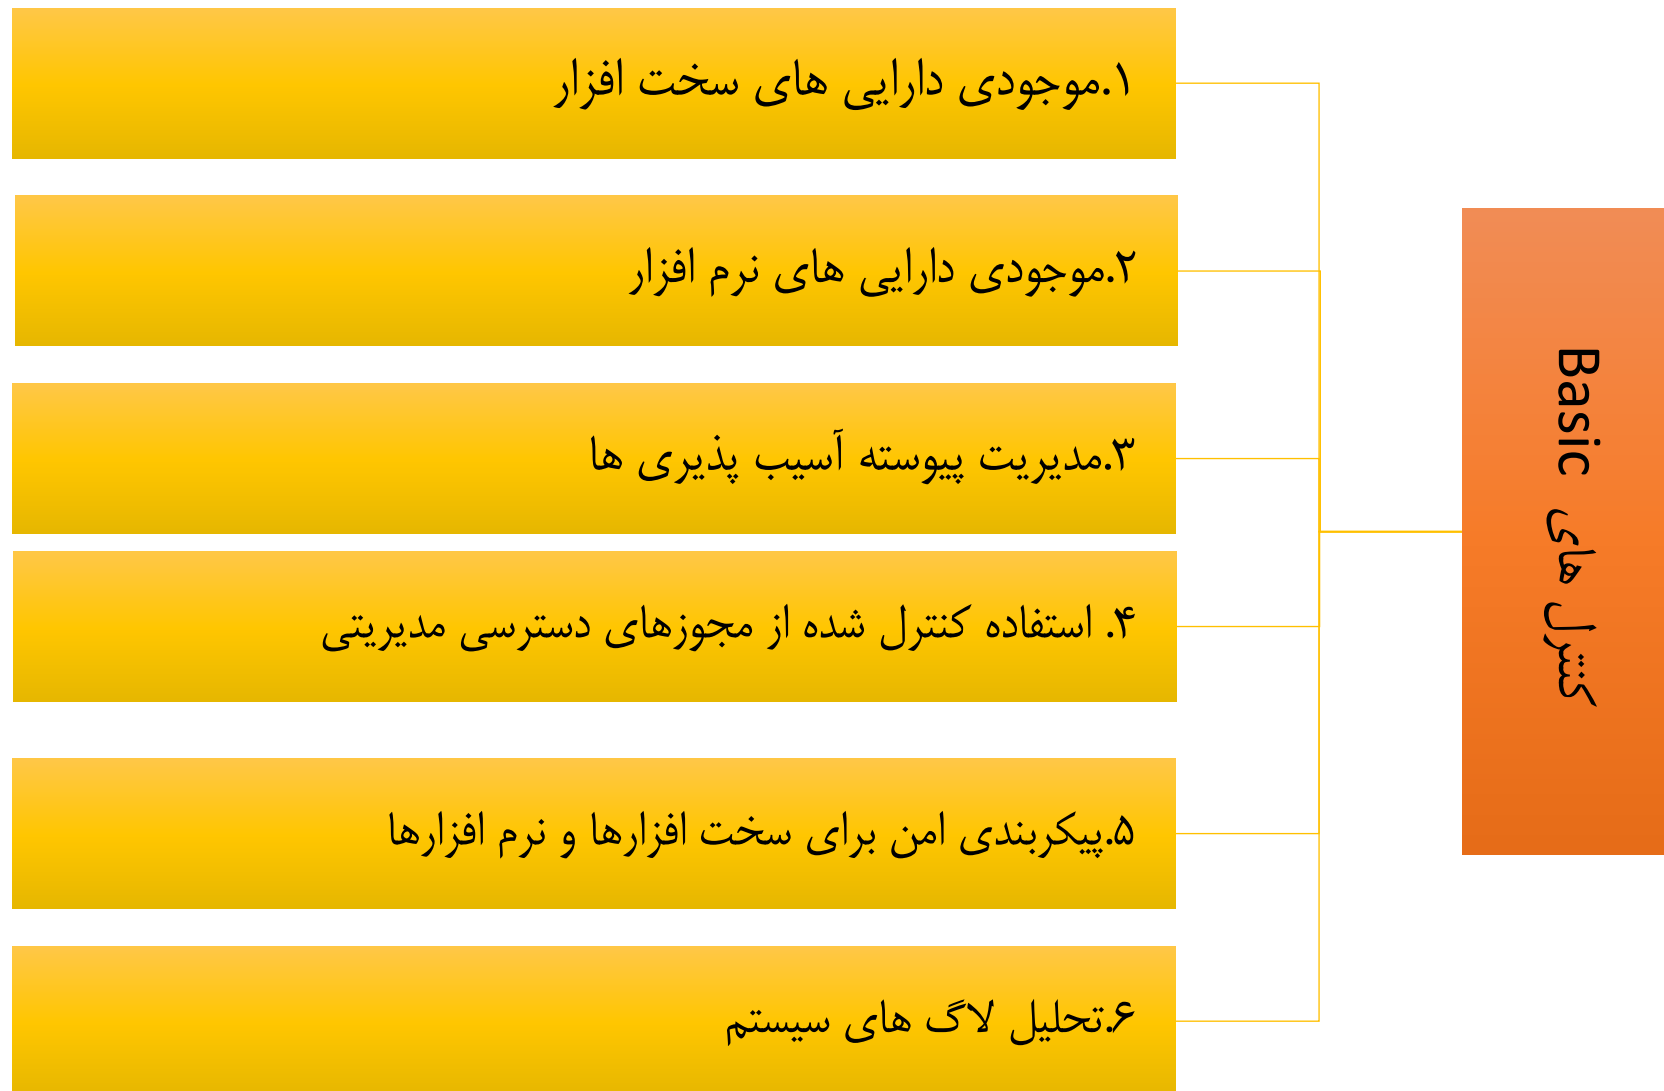 ۱.موجودی دارایی های سخت افزار
۲.موجودی دارایی های نرم افزار
۳.مدیریت پیوسته آسیب پذیری ها
۴. استفاده کنترل شده از مجوزهای دسترسی مدیریتی
۵.پیکربندی امن برای سخت افزارها و نرم افزارها
۶.تحلیل لاگ های سیستم
کنترل های Basic